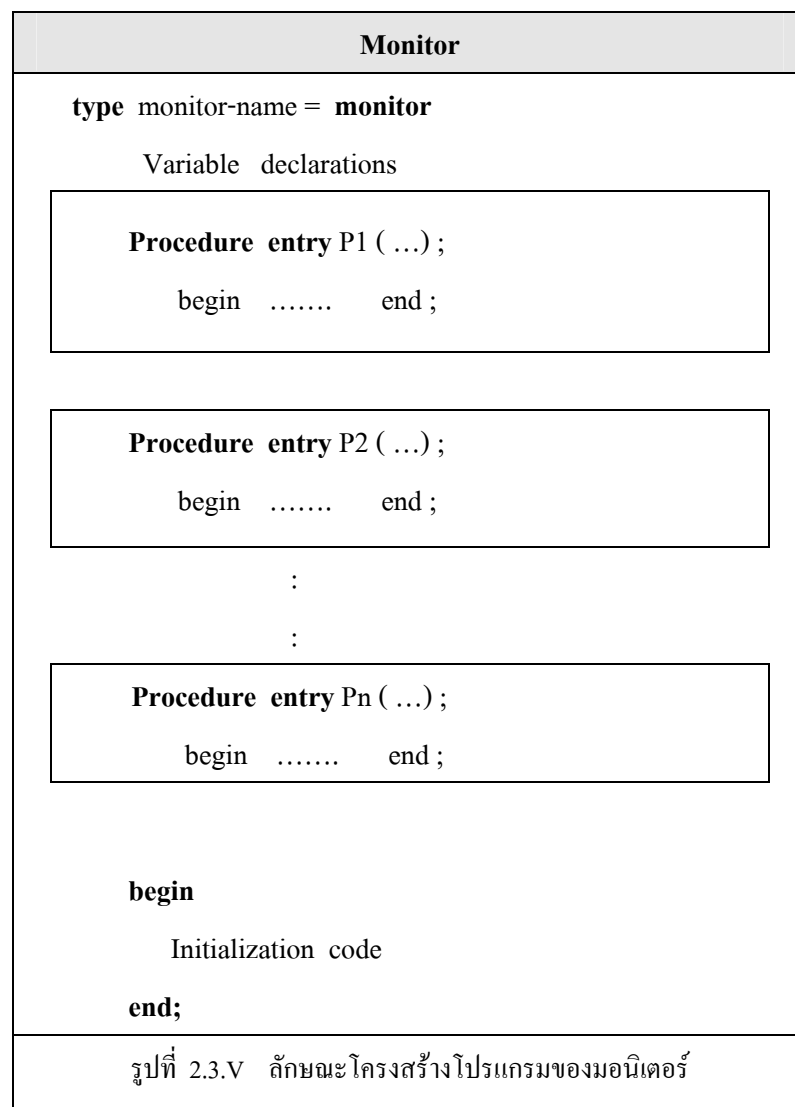 Monitor
type monitor-name = monitor
Variable declarations
Procedure entry P1 ( …) ;
begin ……. end ;
Procedure entry P2 ( …) ;
begin ……. end ;
:
:
Procedure entry Pn ( …) ;
begin ……. end ;
begin
Initialization code
end;
รูปที่ 2.3.V ลักษณะโครงสร้างโปรแกรมของมอนิเตอร์